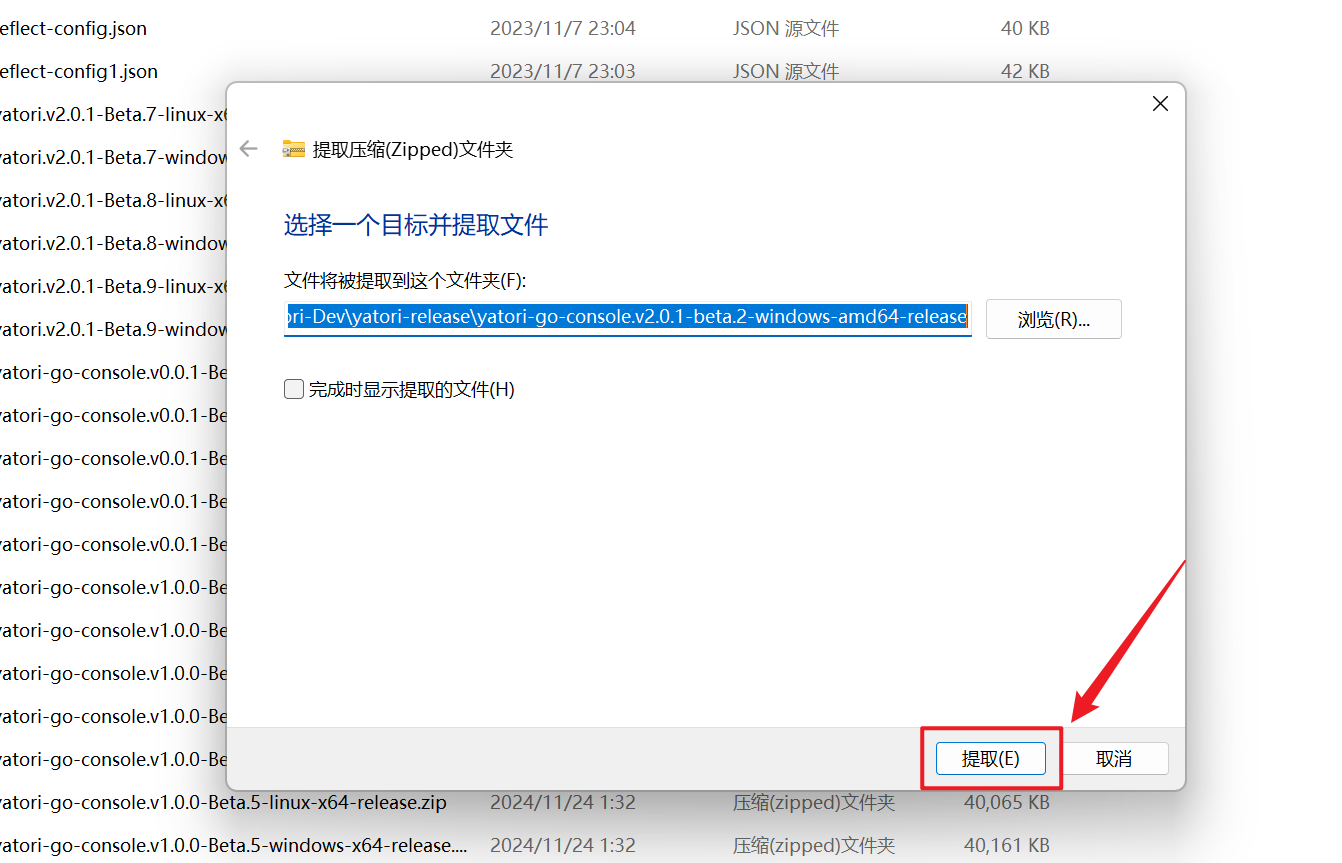 eflect-config.json 2023/11/7 23:04 JSON 源文件 40 KB
eflect-config1.json 2023/11/7 23:03 JSON 源文件 42 KB
提取压缩(Zipped)文件夹
选择一个目标并提取文件
文件将被提取到这个文件夹(F):
ori-Dev\yatori-release\yatori-go-console.v2.0.1-beta.2-windows-amd64-release
浏览(R)...
完成时显示提取的文件(H)
提取(E)
取消
yatori.v2.0.1-Beta.7-linux-x6
yatori.v2.0.1-Beta.7-window
yatori.v2.0.1-Beta.8-linux-x6
yatori.v2.0.1-Beta.8-window
yatori.v2.0.1-Beta.9-linux-x6
yatori.v2.0.1-Beta.9-window
yatori-go-console.v0.0.1-Be
yatori-go-console.v0.0.1-Be
yatori-go-console.v0.0.1-Be
yatori-go-console.v0.0.1-Be
yatori-go-console.v0.0.1-Be
yatori-go-console.v1.0.0-Be
yatori-go-console.v1.0.0-Be
yatori-go-console.v1.0.0-Be
yatori-go-console.v1.0.0-Be
yatori-go-console.v1.0.0-Be
yatori-go-console.v1.0.0-Beta.5-linux-x64-release.zip 2024/11/24 1:32 压缩(zipped)文件夹 40,065 KB
yatori-go-console.v1.0.0-Beta.5-windows-x64-release.... 2024/11/24 1:32 压缩(zipped)文件夹 40,161 KB